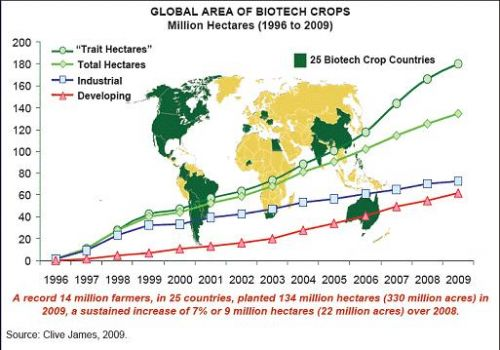 GLOBAL AREA OF BIOTECH CROPS
Million Hectares (1996 to 2009)
200
180
160
140
120
100
80
60
40
20
0
"Trait Hectares"
Total Hectares
Industrial
Developing
25 Biotech Crop Countries
1996 1997 1998 1999 2000 2001 2002 2003 2004 2005 2006 2007 2008 2009
A record 14 million farmers, in 25 countries, planted 134 million hectares (330 million acres) in
2009, a sustained increase of 7% or 9 million hectares (22 million acres) over 2008.
Source: Clive James, 2009.